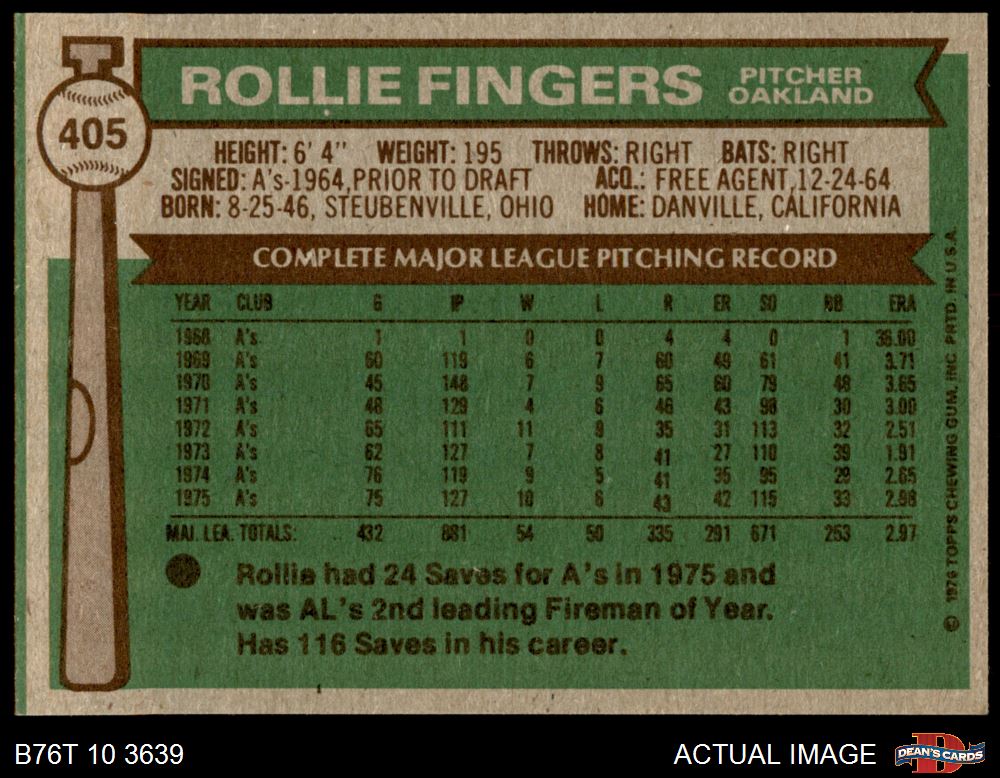 405
ROLLIE FINGERS PITCHER OAKLAND
HEIGHT: 6' 4" WEIGHT: 195 THROWS: RIGHT BATS: RIGHT
SIGNED: A's-1964, PRIOR TO DRAFT ACQ.: FREE AGENT, 12-24-64
BORN: 8-25-46, STEUBENVILLE, OHIO HOME: DANVILLE, CALIFORNIA
COMPLETE MAJOR LEAGUE PITCHING RECORD
YEAR CLUB G IP W L R ER SO BB ERA
1968 A's 1 1 0 0 4 4 0 1 36.00
1969 A's 60 119 6 7 60 49 61 41 3.71
1970 A's 45 148 7 9 65 60 79 48 3.65
1971 A's 48 129 4 6 46 43 98 30 3.00
1972 A's 65 111 11 9 35 31 113 32 2.51
1973 A's 62 127 7 8 41 27 110 39 1.91
1974 A's 76 119 9 5 41 35 95 29 2.65
1975 A's 75 127 10 6 43 42 115 33 2.98
MAJ. LEA. TOTALS: 432 881 54 50 335 291 671 253 2.97
Rollie had 24 Saves for A's in 1975 and
was AL's 2nd leading Fireman of Year.
Has 116 Saves in his career.
© 1976 TOPPS CHEWING GUM, INC. PRTD. IN U.S.A.
B76T 10 3639 ACTUAL IMAGE DEAN'S CARDS